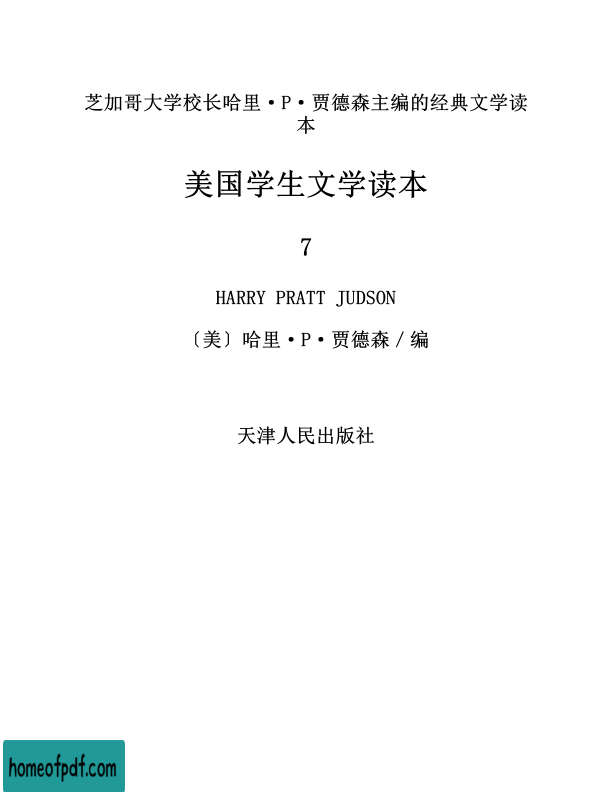 芝加哥大学校长哈里·P·贾德森主编的经典文学读
本
美国学生文学读本
7
HARRY PRATT JUDSON
〔美〕哈里·P·贾德森／编
天津人民出版社
homeofpdf.com